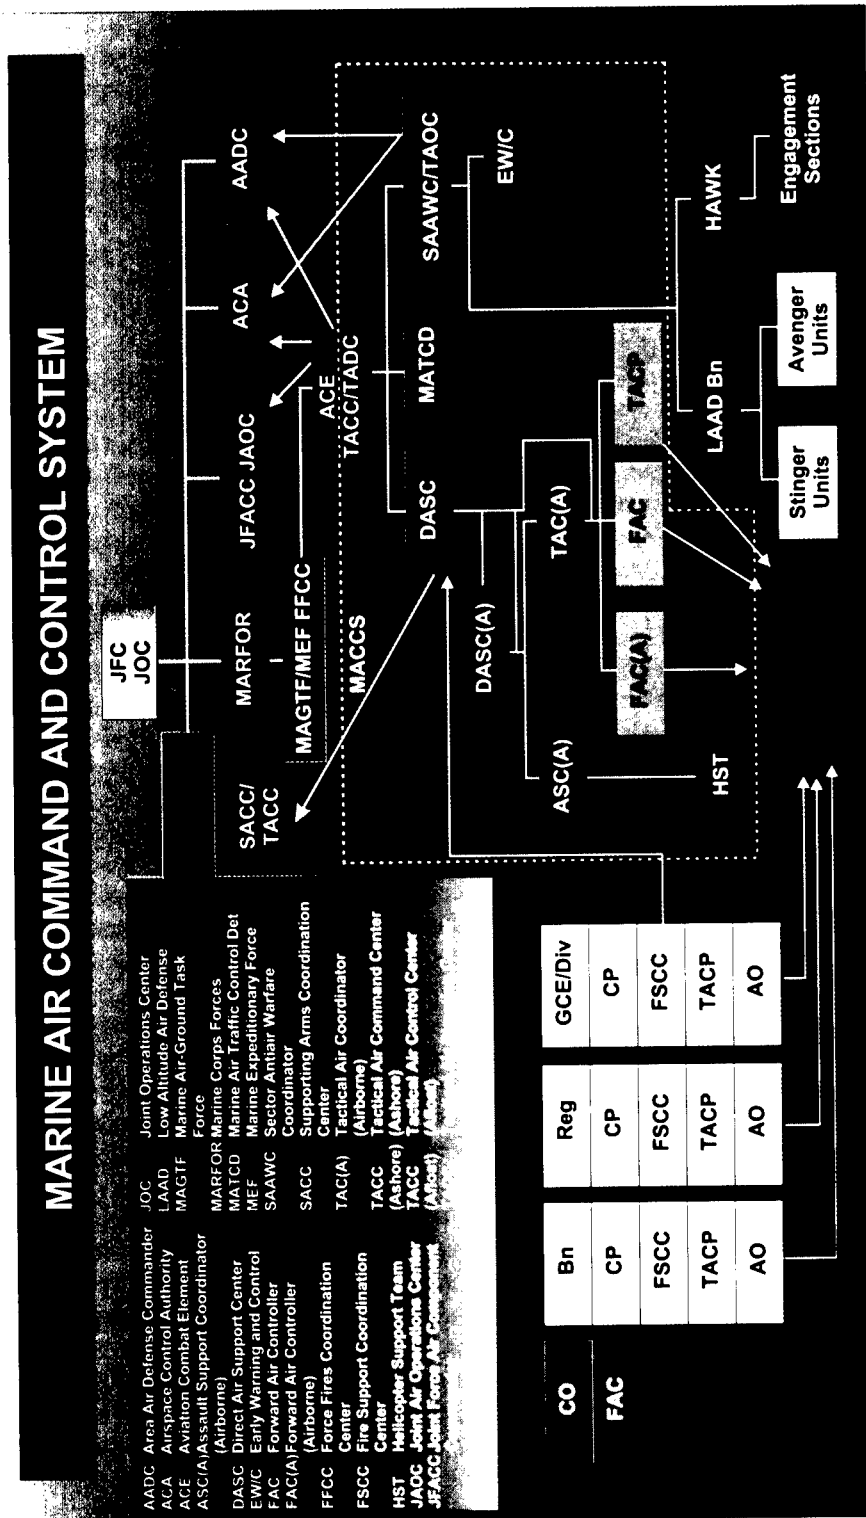 MARINE AIR COMMAND AND CONTROL SYSTEM
AADC Area Air Defense Commander
ACA Airspace Control Authority
ACE Aviation Combat Element
ASC(A) Assault Support Coordinator
(Airborne)
DASC Direct Air Support Center
EW/C Early Warning and Control
FAC Forward Air Controller
FAC(A) Forward Air Controller
(Airborne)
FFCC Force Fires Coordination
Center
FSCC Fire Support Coordination
Center
HST Helicopter Support Team
JAOC Joint Air Operations Center
JFACC Joint Force Air Component
JOC Joint Operations Center
LAAD Low Altitude Air Defense
MAGTF Marine Air-Ground Task
Force
MARFOR Marine Corps Forces
MATCD Marine Air Traffic Control Det
MEF Marine Expeditionary Force
SAAWC Sector Antiair Warfare
Coordinator
SACC Supporting Arms Coordination
Center
TAC(A) Tactical Air Coordinator
(Airborne)
TACC Tactical Air Command Center
(Ashore) (Ashore)
TACC Tactical Air Control Center
(Afloat) (Afloat)
JFC
JOC
SACC/
TACC
MARFOR
JFACC JAOC
ACA
AADC
MAGTF/MEF FFCC
ACE
TACC/TADC
MACCS
DASC
MATCD
SAAWC/TAOC
EW/C
DASC(A)
ASC(A)
TAC(A)
HST
FAC(A)
FAC
TACP
LAAD Bn
HAWK
Stinger
Units
Avenger
Units
Engagement
Sections
CO
FAC
Bn
CP
FSCC
TACP
AO
Reg
CP
FSCC
TACP
AO
GCE/Div
CP
FSCC
TACP
AO